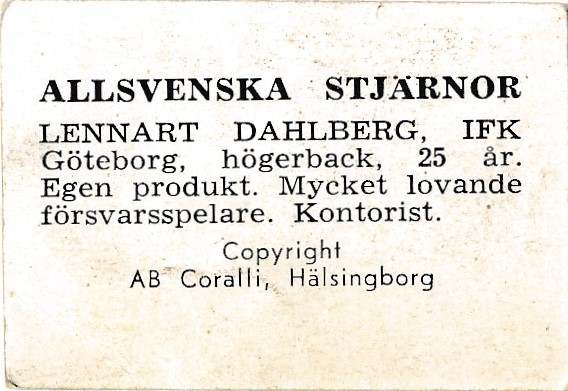 ALLSVENSKA STJÄRNOR
LENNART DAHLBERG, IFK
Göteborg, högerback, 25 år.
Egen produkt. Mycket lovande
försvarsspelare. Kontorist.
Copyright
AB Coralli, Hälsingborg